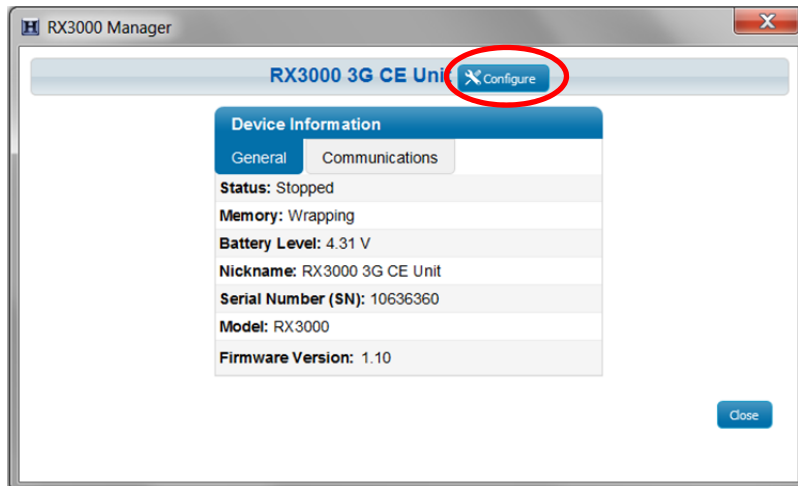 RX3000 Manager
RX3000 3G CE Unit Configure
Device Information
General Communications
Status: Stopped
Memory: Wrapping
Battery Level: 4.31 V
Nickname: RX3000 3G CE Unit
Serial Number (SN): 10636360
Model: RX3000
Firmware Version: 1.10
Close